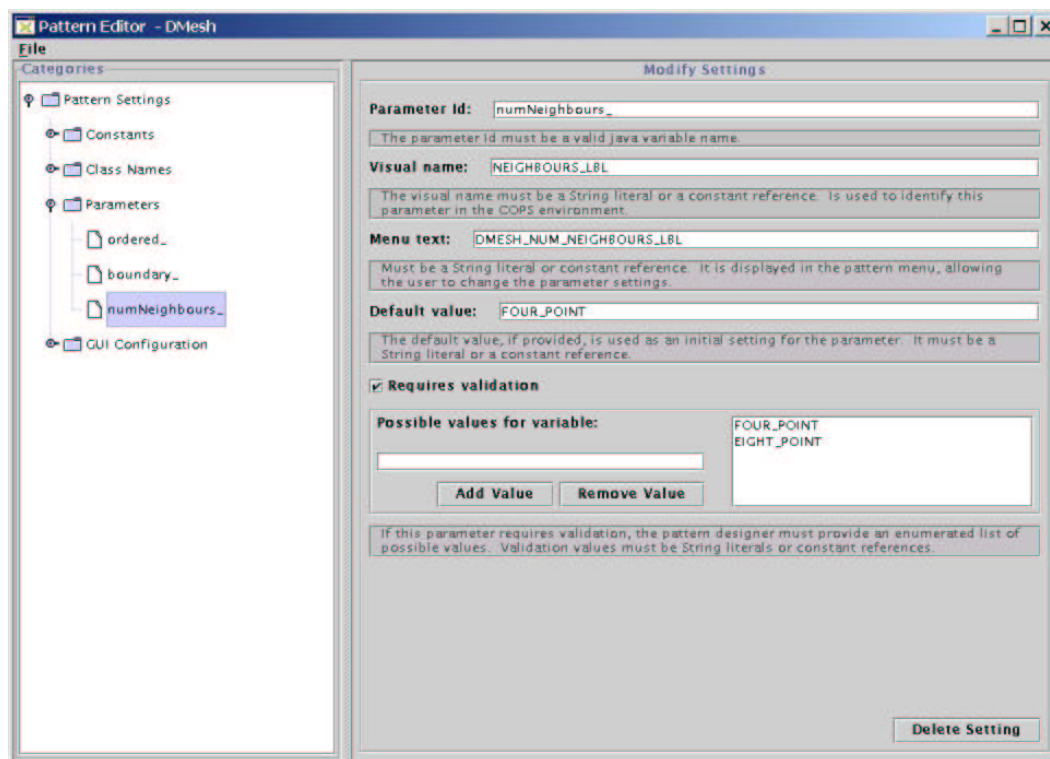 Pattern Editor - DMesh
File
Categories
Pattern Settings
Constants
Class Names
Parameters
ordered_
boundary_
numNeighbours_
GUI Configuration
Modify Settings
Parameter Id: numNeighbours_
The parameter Id must be a valid java variable name.
Visual name: NEIGHBOURS_LBL
The visual name must be a String literal or a constant reference. Is used to identify this
parameter in the COPS environment.
Menu text: DMESH_NUM_NEIGHBOURS_LBL
Must be a String literal or constant reference. It is displayed in the pattern menu, allowing
the user to change the parameter settings.
Default value: FOUR_POINT
The default value, if provided, is used as an initial setting for the parameter. It must be a
String literal or a constant reference.
Requires validation
Possible values for variable:
FOUR_POINT
EIGHT_POINT
Add Value Remove Value
If this parameter requires validation, the pattern designer must provide an enumerated list of
possible values. Validation values must be String literals or constant references.
Delete Setting